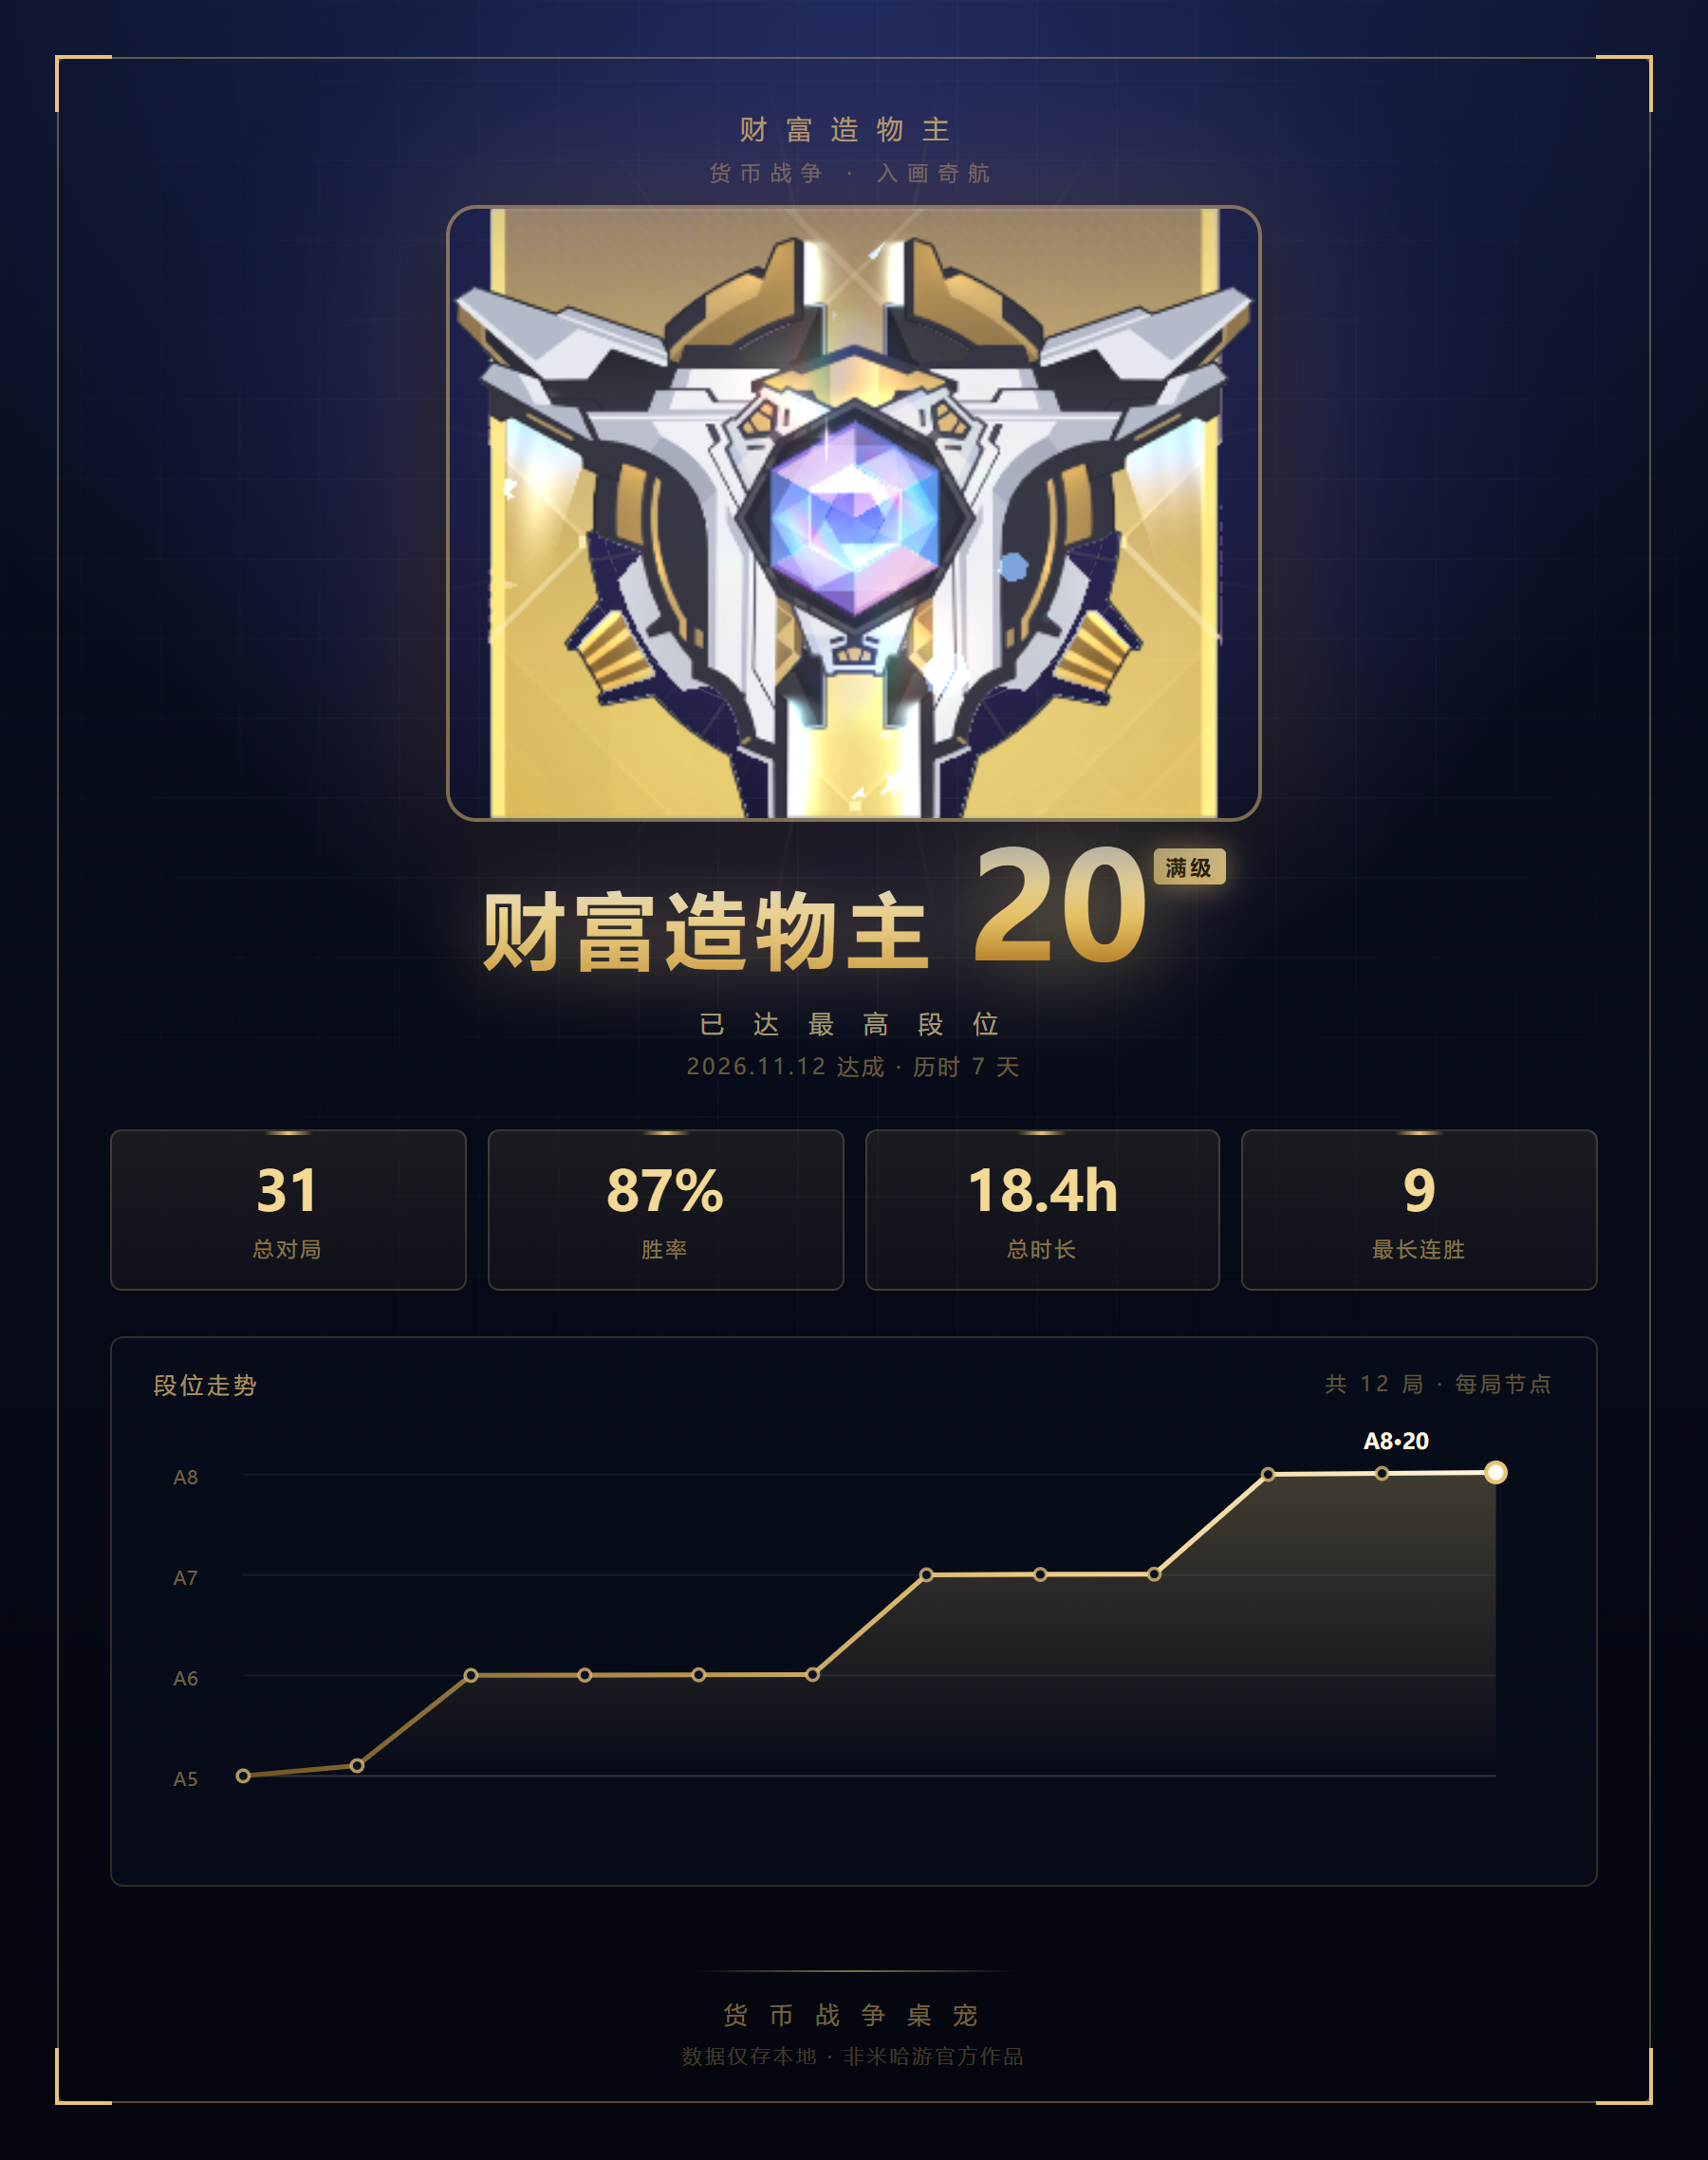 财富造物主
货币战争 · 入画奇航
财富造物主 20 满级
已达最高段位
2026.11.12 达成 · 历时 7 天
31
总对局
87%
胜率
18.4h
总时长
9
最长连胜
段位走势
共 12 局 · 每局节点
A8•20
A8
A7
A6
A5
货币战争桌宠
数据仅存本地 · 非米哈游官方作品